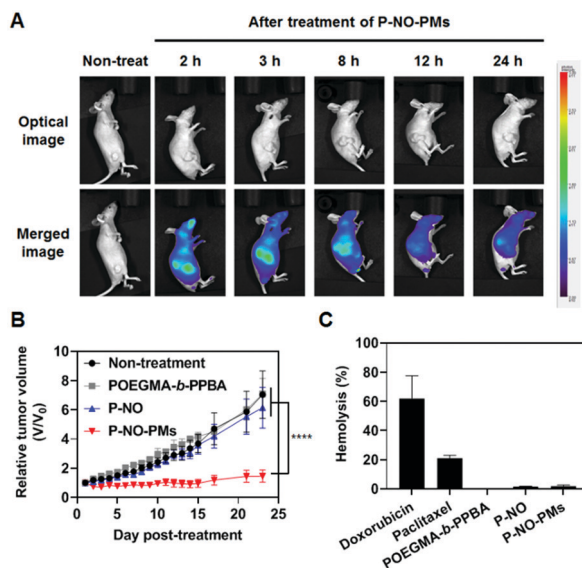 A
After treatment of P-NO-PMs
Non-treat 2 h 3 h 8 h 12 h 24 h
Optical
image
Merged
image
B
Relative tumor volume
(V/V0)
10
8
6
4
2
0
Non-treatment
POEGMA-b-PPBA
P-NO
P-NO-PMs
****
0 5 10 15 20 25
Day post-treatment
C
Hemolysis (%)
100
80
60
40
20
0
Doxorubicin
Paclitaxel
POEGMA-b-PPBA
P-NO
P-NO-PMs